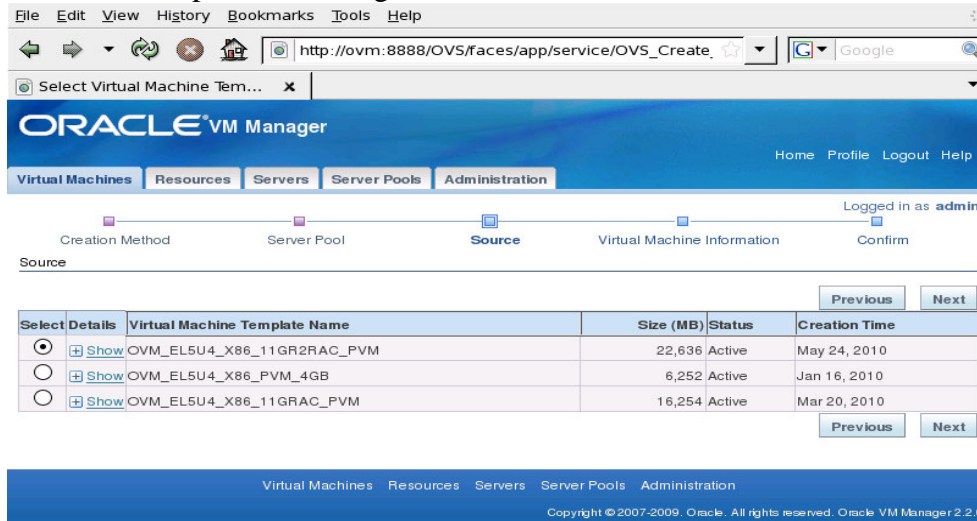 File Edit View History Bookmarks Tools Help
http://ovm:8888/OVS/faces/app/service/OVS_Create_ G Google
Select Virtual Machine Tem... x
ORACLE VM Manager
Home Profile Logout Help
Virtual Machines Resources Servers Server Pools Administration
Logged in as admin
Creation Method Server Pool Source Virtual Machine Information Confirm
Source
Previous Next
Select Details Virtual Machine Template Name Size (MB) Status Creation Time
Show OVM_EL5U4_X86_11GR2RAC_PVM 22,636 Active May 24, 2010
Show OVM_EL5U4_X86_PVM_4GB 6,252 Active Jan 16, 2010
Show OVM_EL5U4_X86_11GRAC_PVM 16,254 Active Mar 20, 2010
Previous Next
Virtual Machines Resources Servers Server Pools Administration
Copyright © 2007-2009. Oracle. All rights reserved. Oracle VM Manager 2.2.